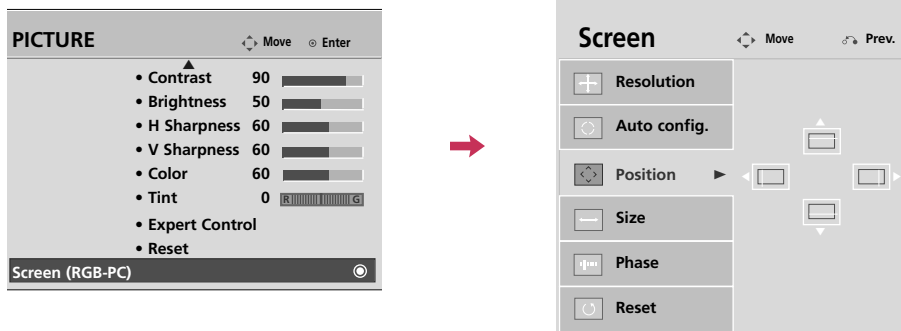 PICTURE Move Enter
• Contrast 90
• Brightness 50
• H Sharpness 60
• V Sharpness 60
• Color 60
• Tint 0 R G
• Expert Control
• Reset
Screen (RGB-PC)
Screen Move Prev.
Resolution
Auto config.
Position
Size
Phase
Reset